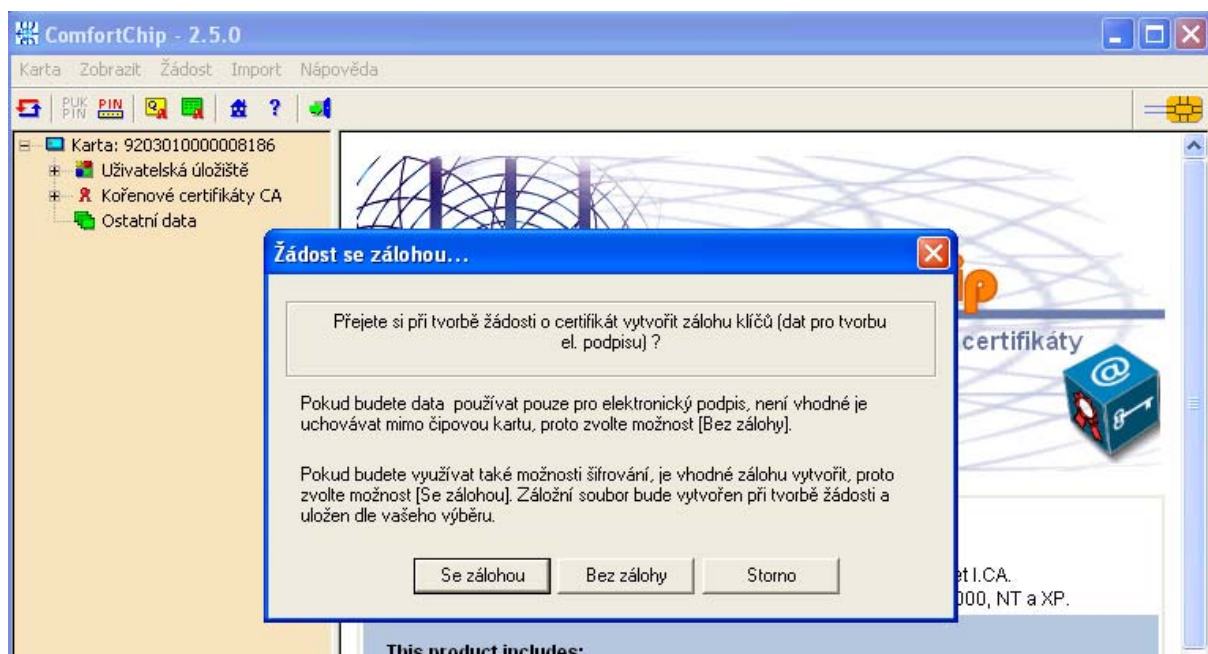 ComfortChip - 2.5.0
Karta Zobrazit Žádost Import Nápověda
PUK
PIN
PIN
?
Karta: 9203010000008186
Uživatelská úložiště
Kořenové certifikáty CA
Ostatní data
certifikáty
@
Žádost se zálohou...
Přejete si při tvorbě žádosti o certifikát vytvořit zálohu klíčů (dat pro tvorbu
el. podpisu) ?
Pokud budete data používat pouze pro elektronický podpis, není vhodné je
uchovávat mimo čipovou kartu, proto zvolte možnost [Bez zálohy].
Pokud budete využívat také možnosti šifrování, je vhodné zálohu vytvořit, proto
zvolte možnost [Se zálohou]. Záložní soubor bude vytvořen při tvorbě žádosti a
uložen dle vašeho výběru.
Se zálohou Bez zálohy Storno
I.CA.
NT a XP.
This product includes: